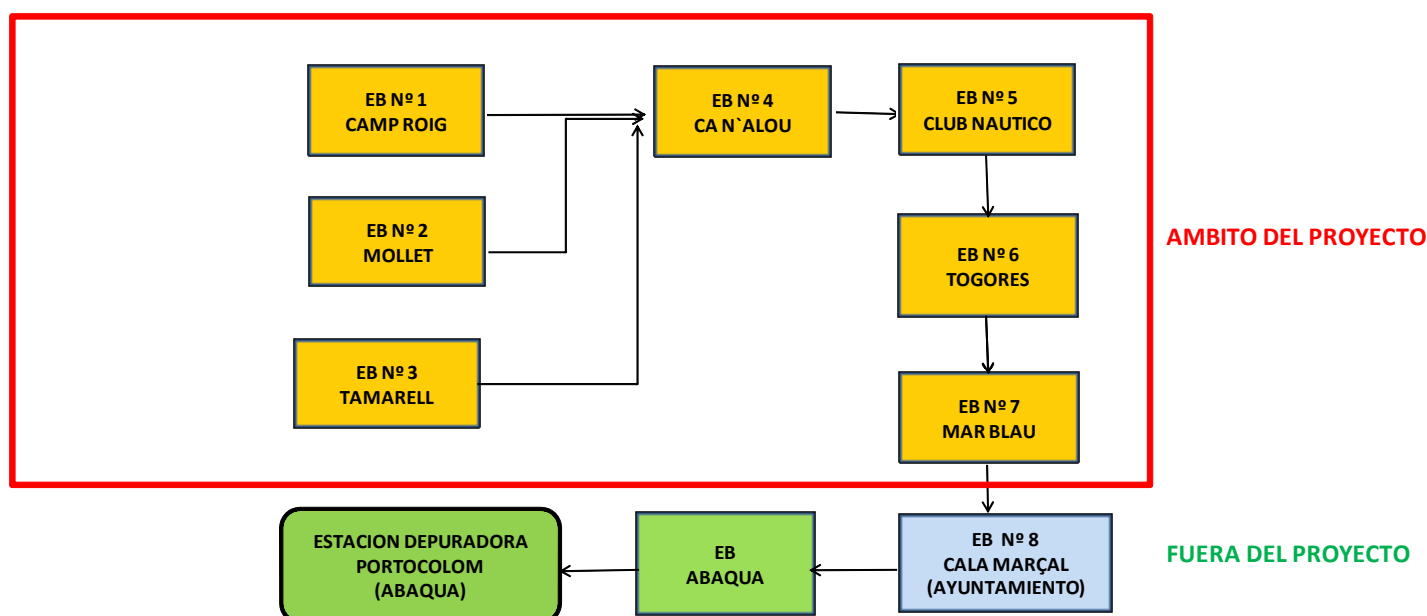 EB Nº 1
CAMP ROIG
EB Nº 4
CA N`ALOU
EB Nº 5
CLUB NAUTICO
EB Nº 2
MOLLET
EB Nº 6
TOGORES
AMBITO DEL PROYECTO
EB Nº 3
TAMARELL
EB Nº 7
MAR BLAU
ESTACION DEPURADORA
PORTOCOLOM
(ABAQUA)
EB
ABAQUA
EB Nº 8
CALA MARÇAL
(AYUNTAMIENTO)
FUERA DEL PROYECTO